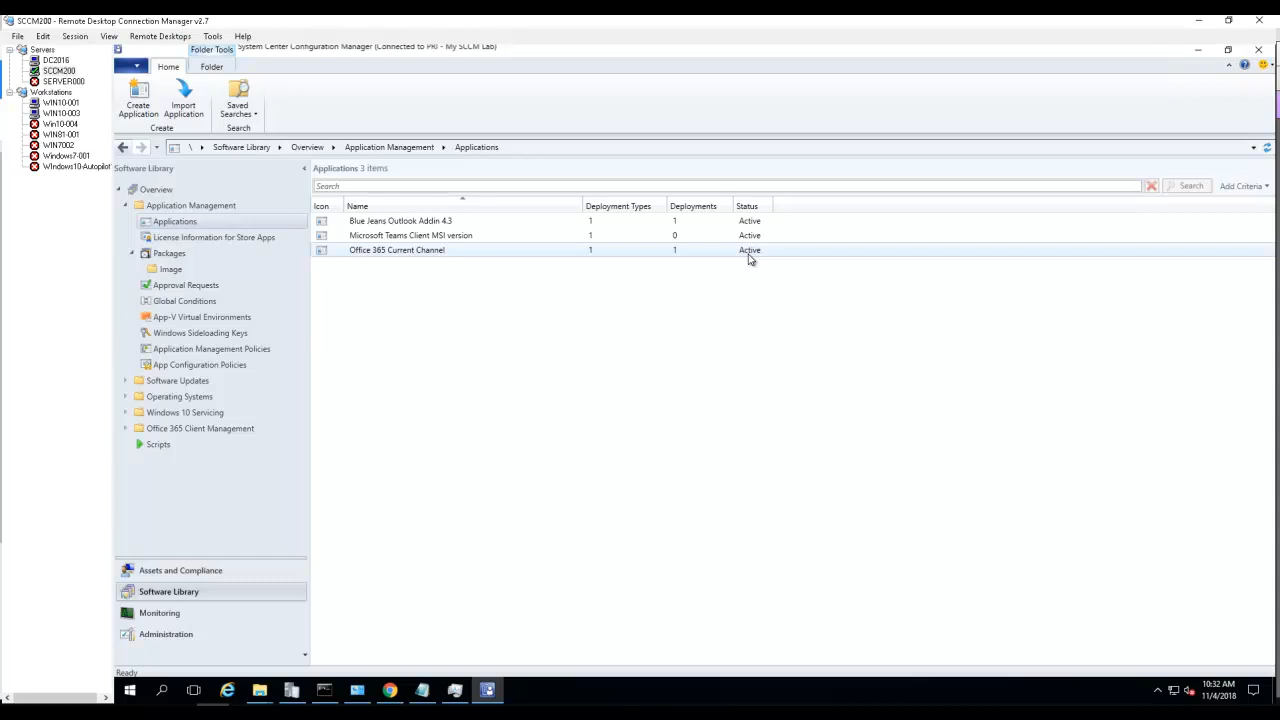 SCCM200 - Remote Desktop Connection Manager v2.7
File Edit Session View Remote Desktops Tools Help
Servers
DC2016
SCCM200
SERVER000
Workstations
WIN10-001
WIN10-003
Win10-004
WIN81-001
WIN7002
Windows7-001
Windows10-Autopilot
Folder Tools
System Center Configuration Manager (Connected to PRI - My SCCM Lab)
Home Folder
Create Application
Import Application
Saved Searches
Create Search
\ Software Library Overview Application Management Applications
Software Library
Overview
Application Management
Applications
License Information for Store Apps
Packages
Image
Approval Requests
Global Conditions
App-V Virtual Environments
Windows Sideloading Keys
Application Management Policies
App Configuration Policies
Software Updates
Operating Systems
Windows 10 Servicing
Office 365 Client Management
Scripts
Assets and Compliance
Software Library
Monitoring
Administration
Applications 3 items
Search Search Add Criteria
Icon Name Deployment Types Deployments Status
Blue Jeans Outlook Addin 4.3 1 1 Active
Microsoft Teams Client MSI version 1 0 Active
Office 365 Current Channel 1 1 Active
Ready
10:32 AM
11/4/2018